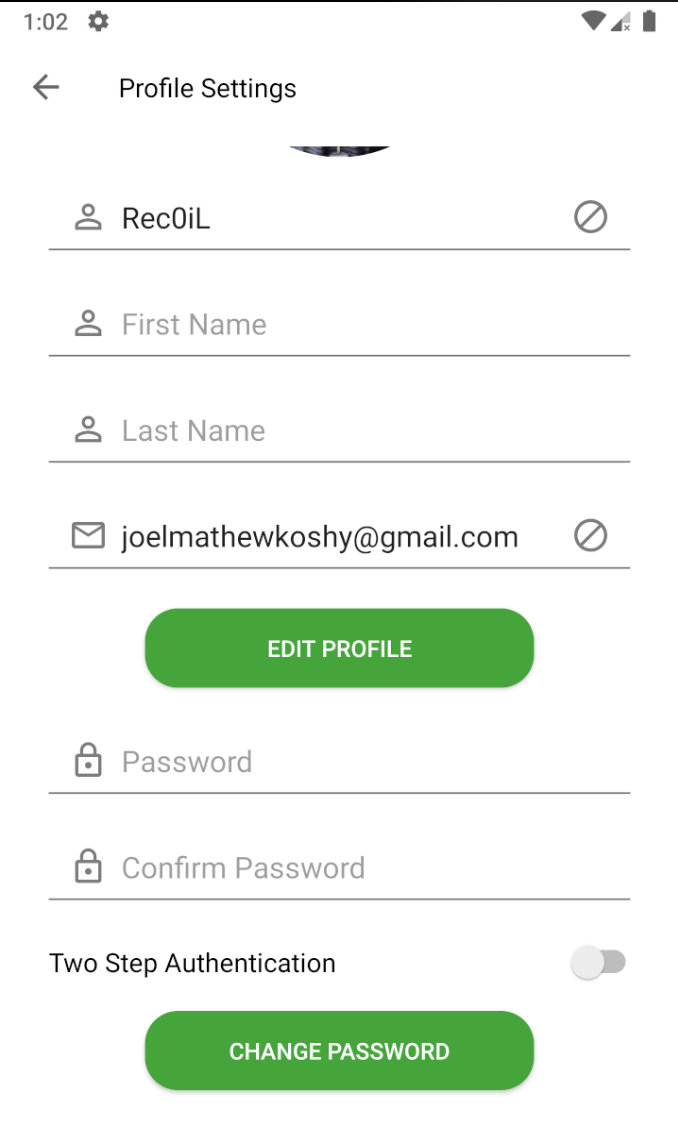 1:02
Profile Settings
Rec0iL
First Name
Last Name
joelmathewkoshy@gmail.com
EDIT PROFILE
Password
Confirm Password
Two Step Authentication
CHANGE PASSWORD